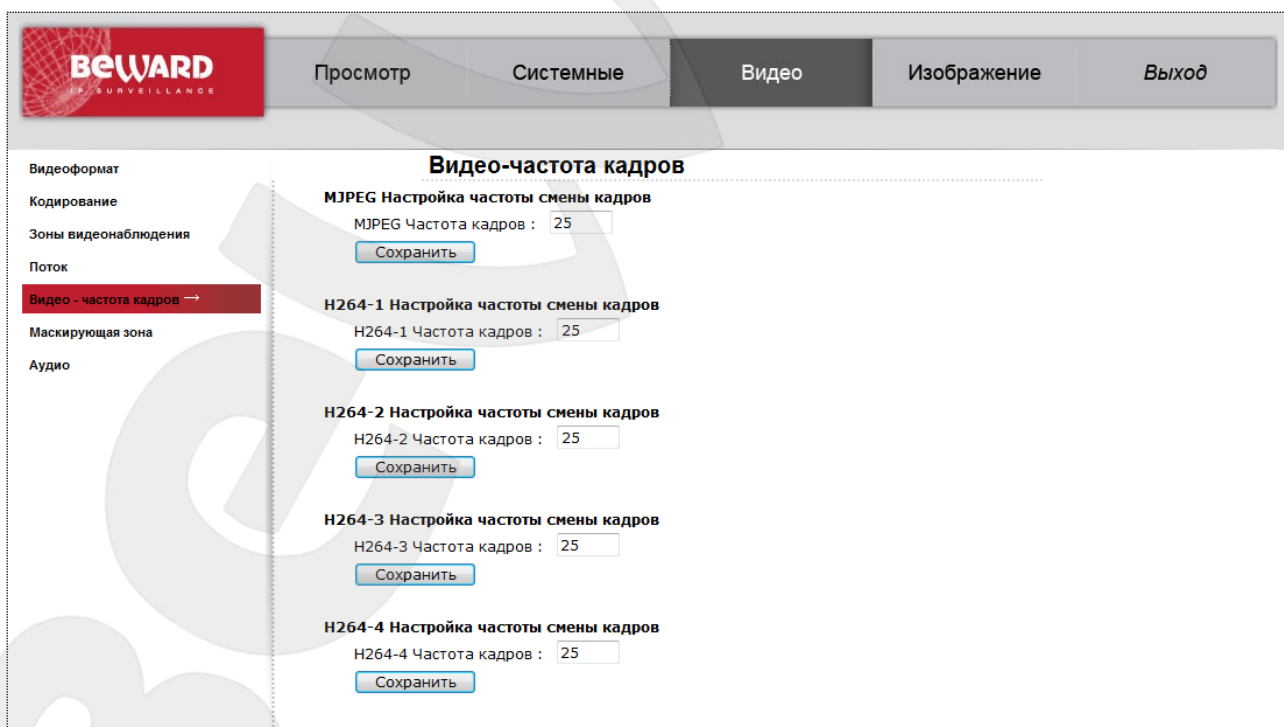 BEWARD
IP SURVEILLANCE
Просмотр Системные Видео Изображение Выход
Видеоформат
Кодирование
Зоны видеонаблюдения
Поток
Видео - частота кадров →
Маскирующая зона
Аудио
Видео-частота кадров
MJPEG Настройка частоты смены кадров
MJPEG Частота кадров : 25
Сохранить
H264-1 Настройка частоты смены кадров
H264-1 Частота кадров : 25
Сохранить
H264-2 Настройка частоты смены кадров
H264-2 Частота кадров : 25
Сохранить
H264-3 Настройка частоты смены кадров
H264-3 Частота кадров : 25
Сохранить
H264-4 Настройка частоты смены кадров
H264-4 Частота кадров : 25
Сохранить